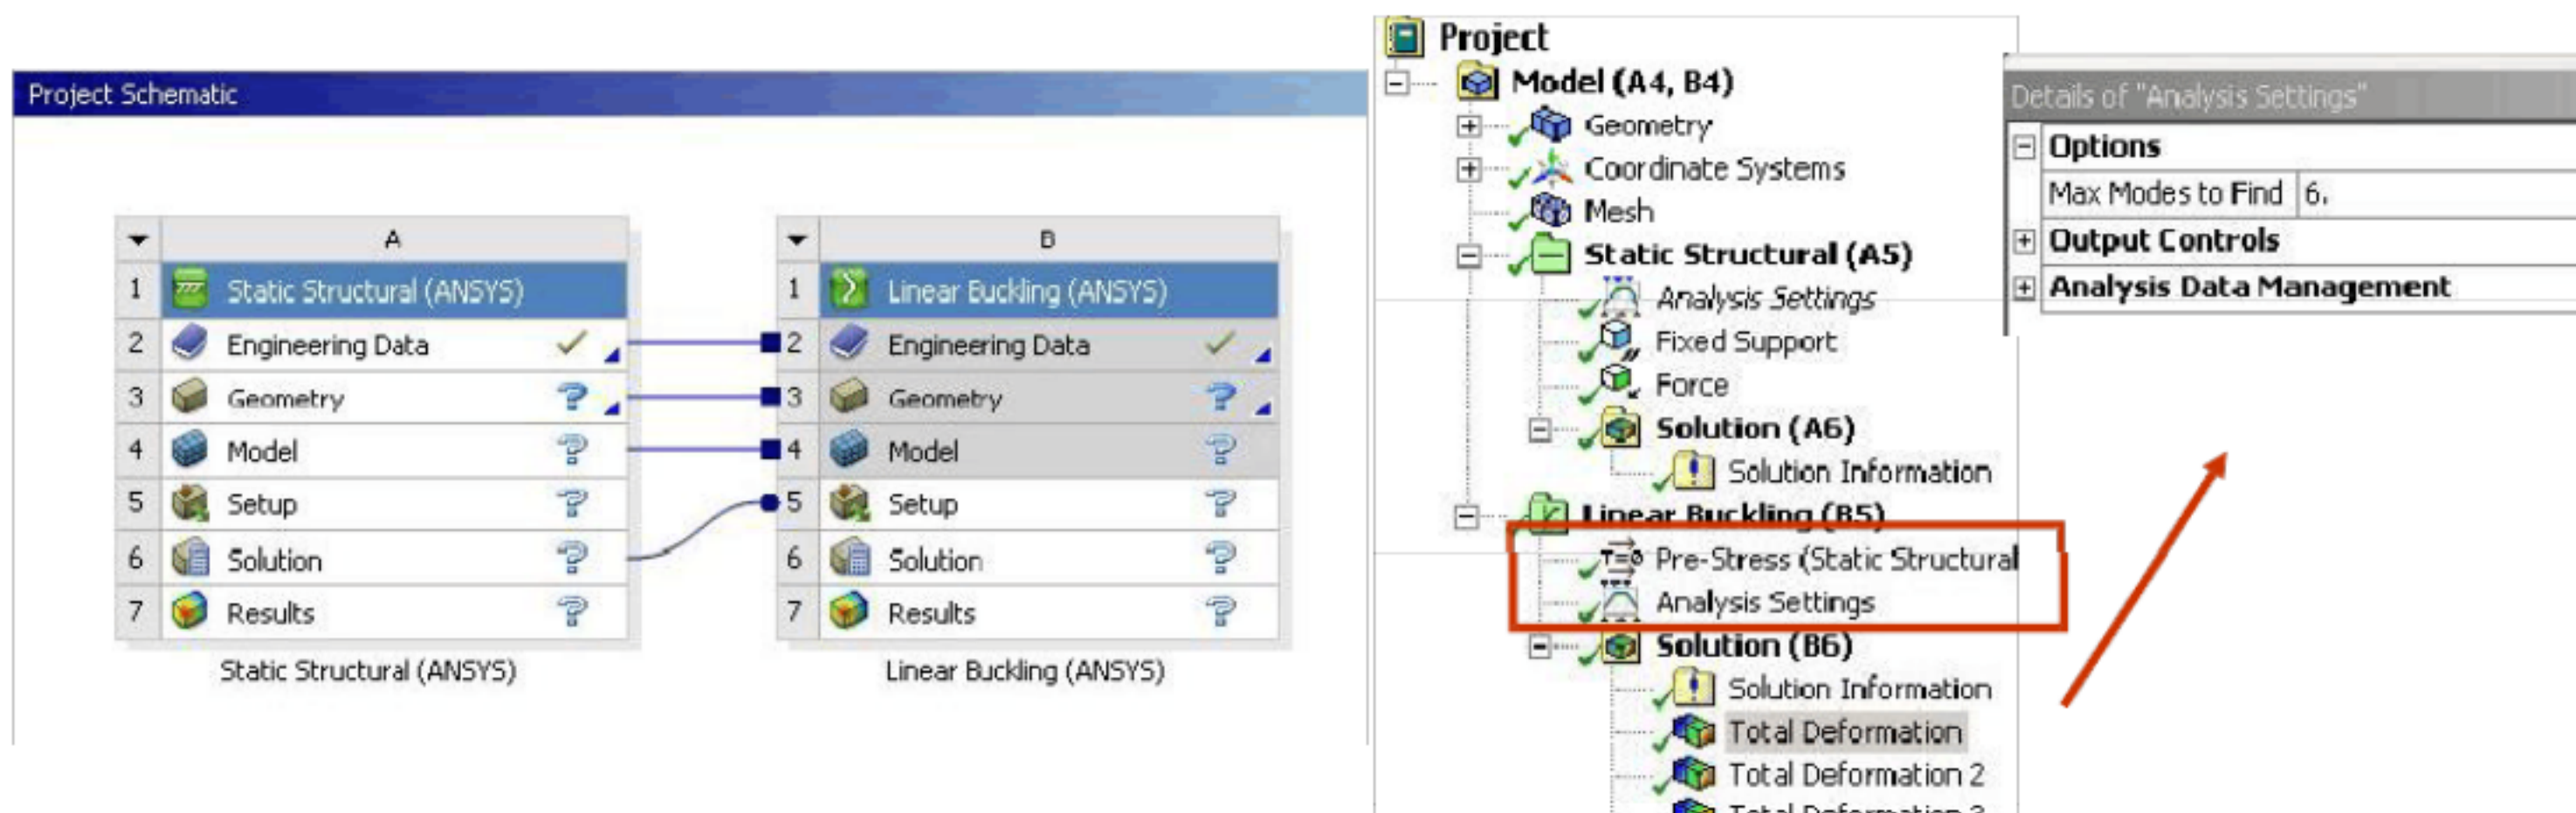 Project Schematic
A
1 Static Structural (ANSYS)
2 Engineering Data
3 Geometry
4 Model
5 Setup
6 Solution
7 Results
Static Structural (ANSYS)
B
1 Linear Buckling (ANSYS)
2 Engineering Data
3 Geometry
4 Model
5 Setup
6 Solution
7 Results
Linear Buckling (ANSYS)
Project
Model (A4, B4)
Geometry
Coordinate Systems
Mesh
Static Structural (A5)
Analysis Settings
Fixed Support
Force
Solution (A6)
Solution Information
Linear Buckling (B5)
T=0 Pre-Stress (Static Structural
Analysis Settings
Solution (B6)
Solution Information
Total Deformation
Total Deformation 2
Total Deformation 3
Details of "Analysis Settings"
Options
Max Modes to Find 6.
Output Controls
Analysis Data Management